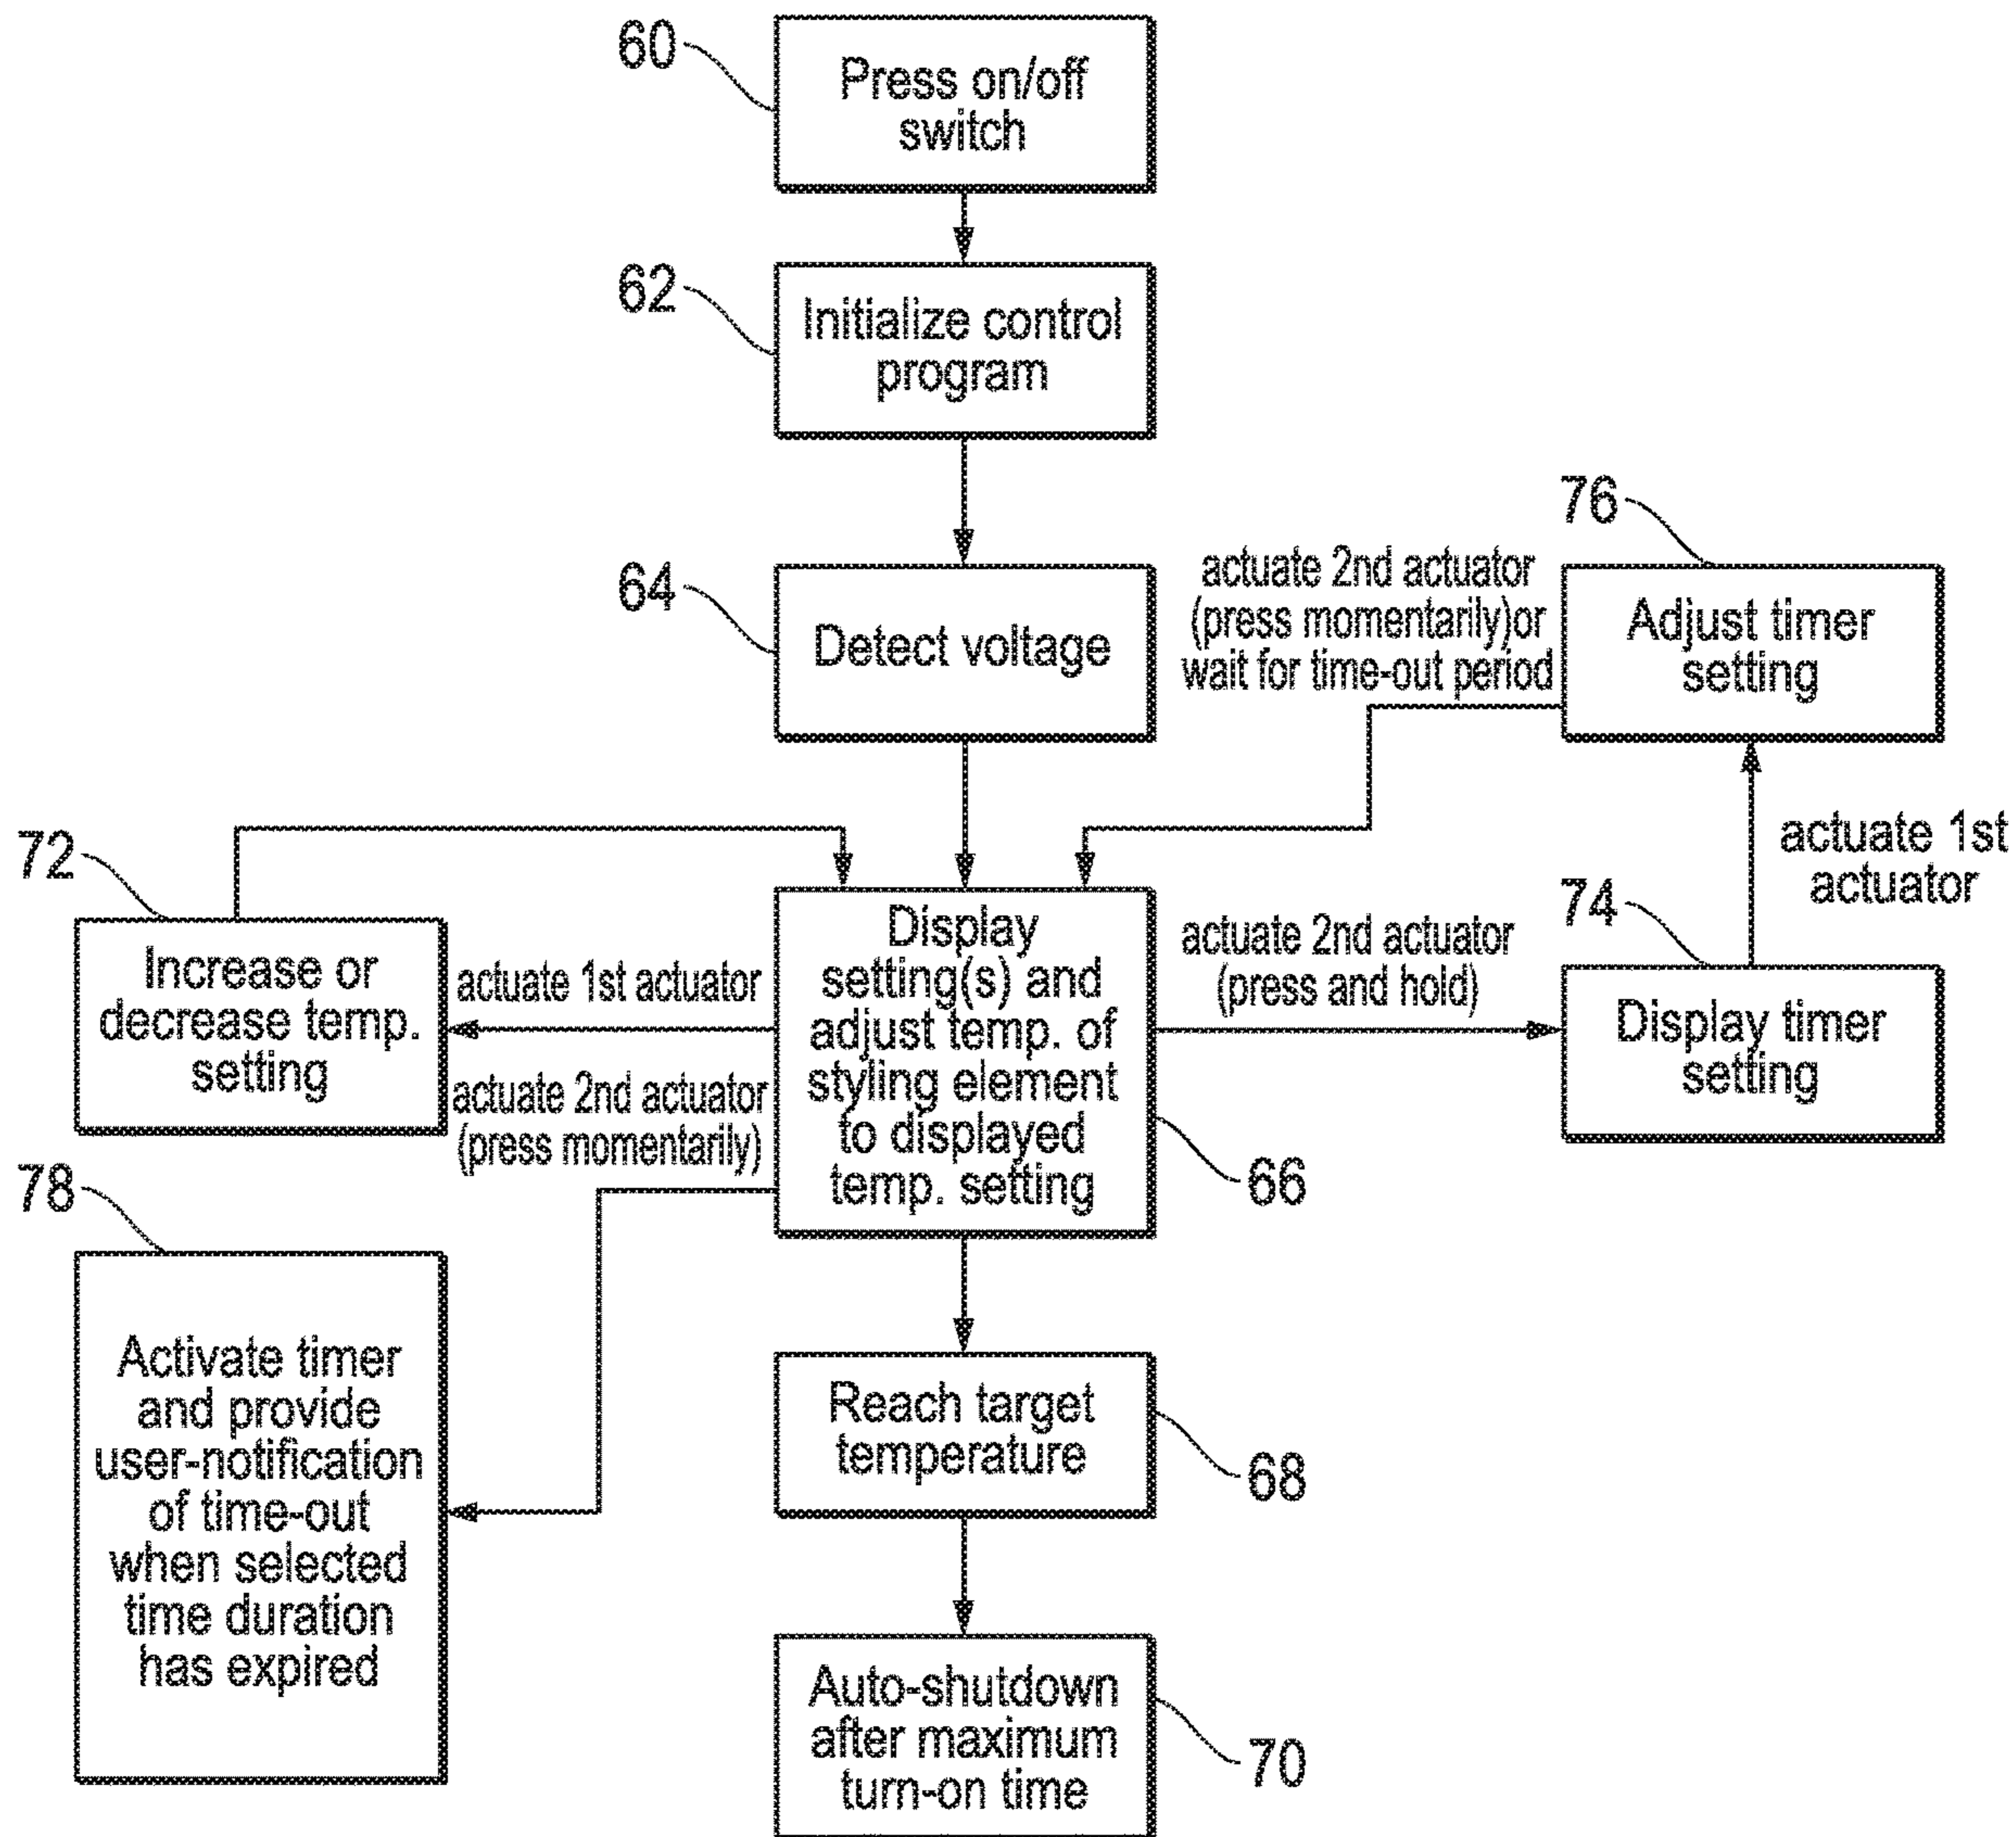 60
Press on/off
switch
62
Initialize control
program
64
Detect voltage
actuate 2nd actuator
(press momentarily)or
wait for time-out period
76
Adjust timer
setting
actuate 1st
actuator
72
Increase or
decrease temp.
setting
actuate 1st actuator
actuate 2nd actuator
(press momentarily)
Display
setting(s) and
adjust temp. of
styling element
to displayed
temp. setting
66
actuate 2nd actuator
(press and hold)
74
Display timer
setting
78
Activate timer
and provide
user-notification
of time-out
when selected
time duration
has expired
Reach target
temperature
68
Auto-shutdown
after maximum
turn-on time
70